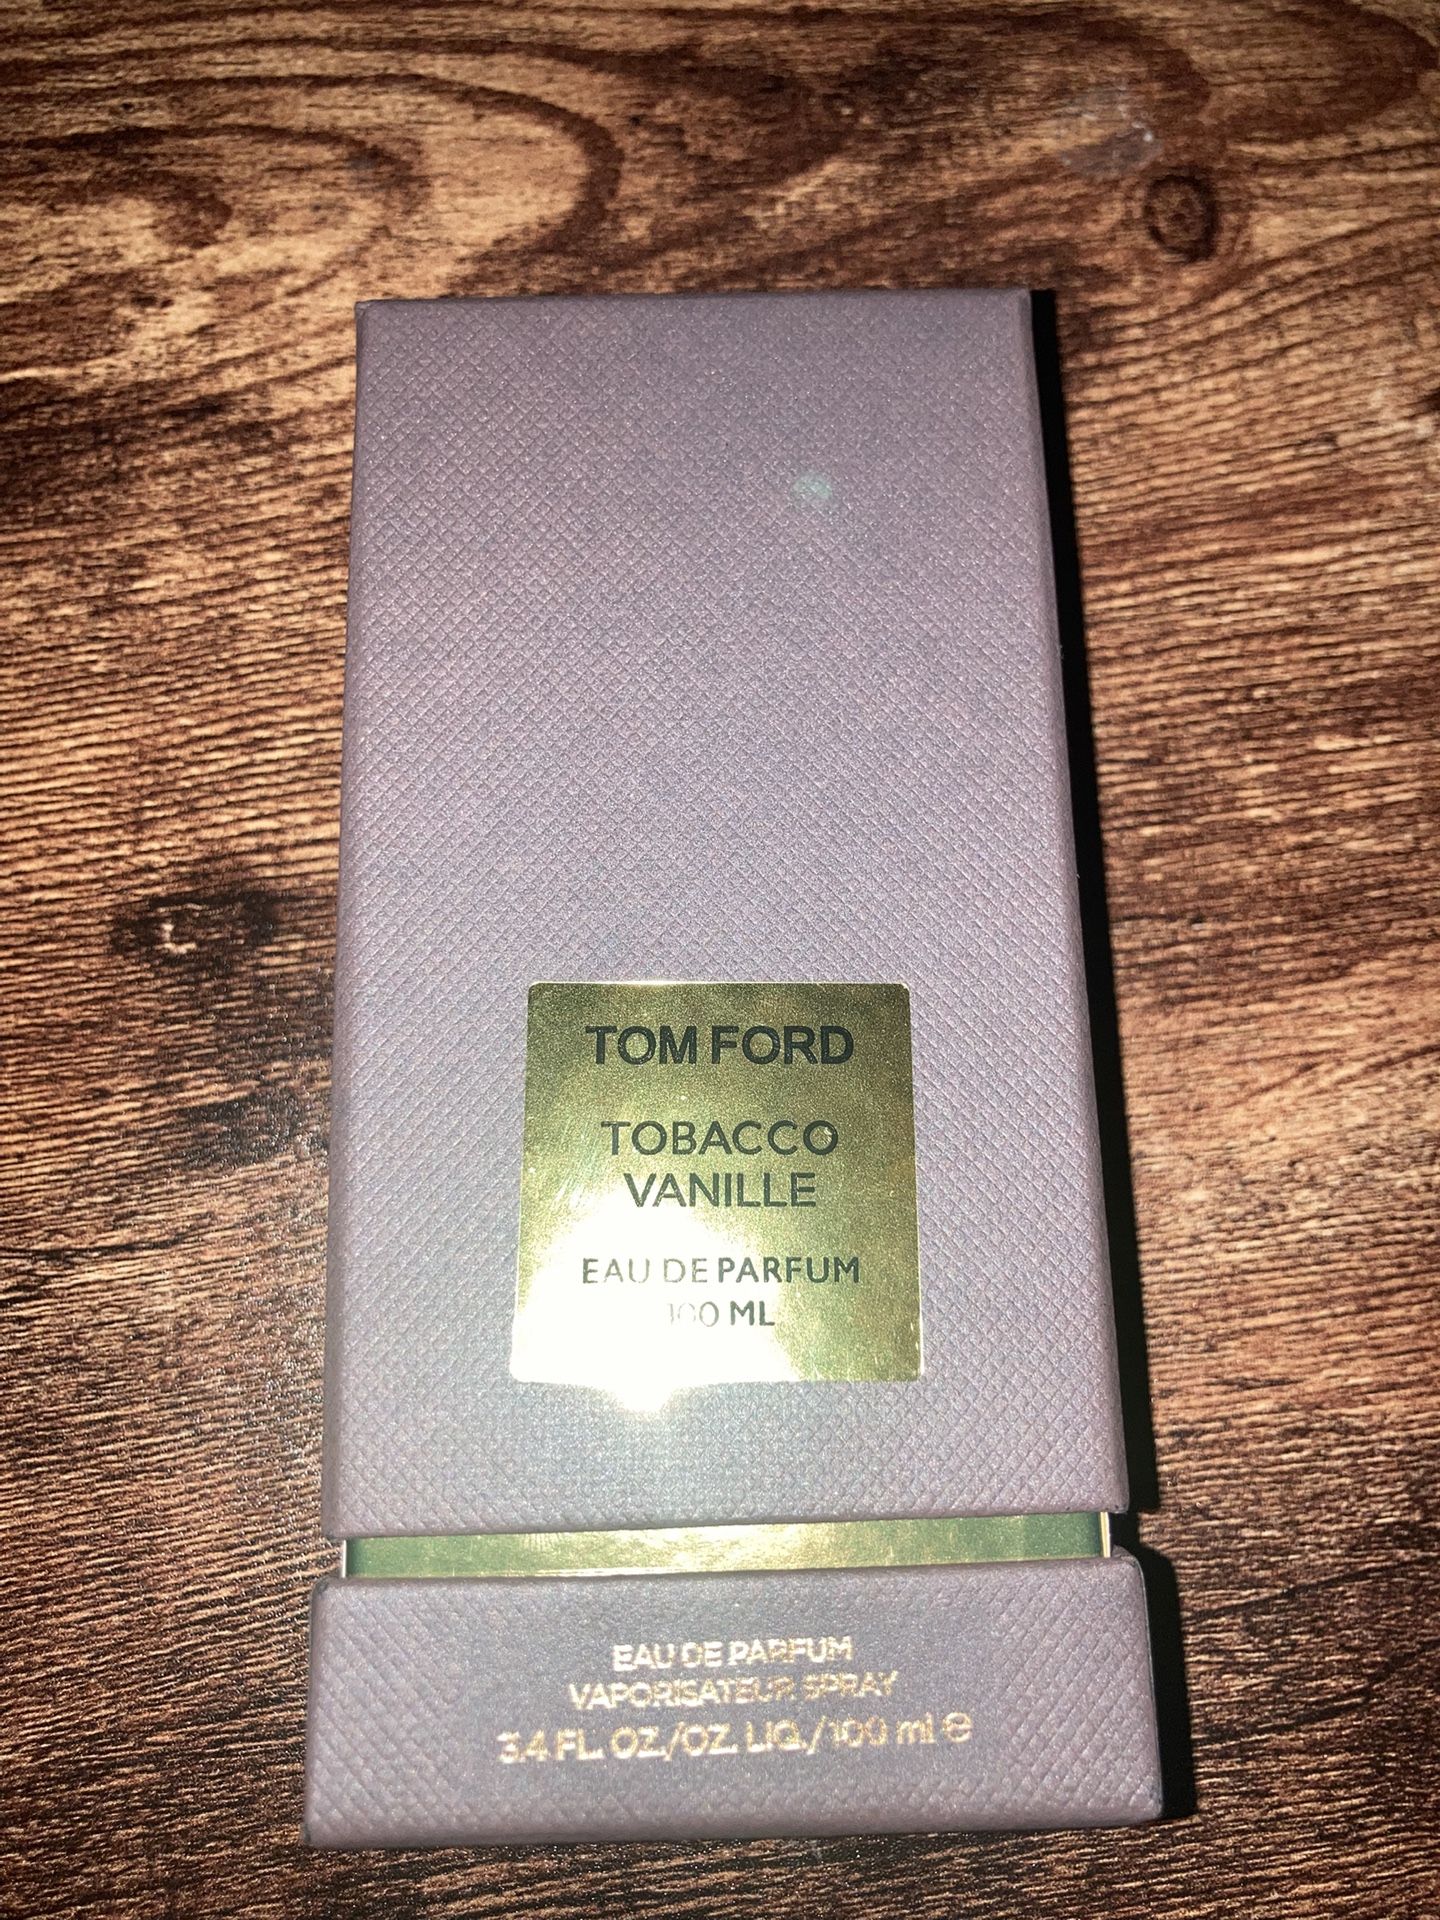 TOM FORD
TOBACCO
VANILLE
EAU DE PARFUM
100 ML
EAU DE PARFUM
VAPORISATEUR SPRAY
3.4 FL. OZ./OZ. LIQ./100 ml ℮